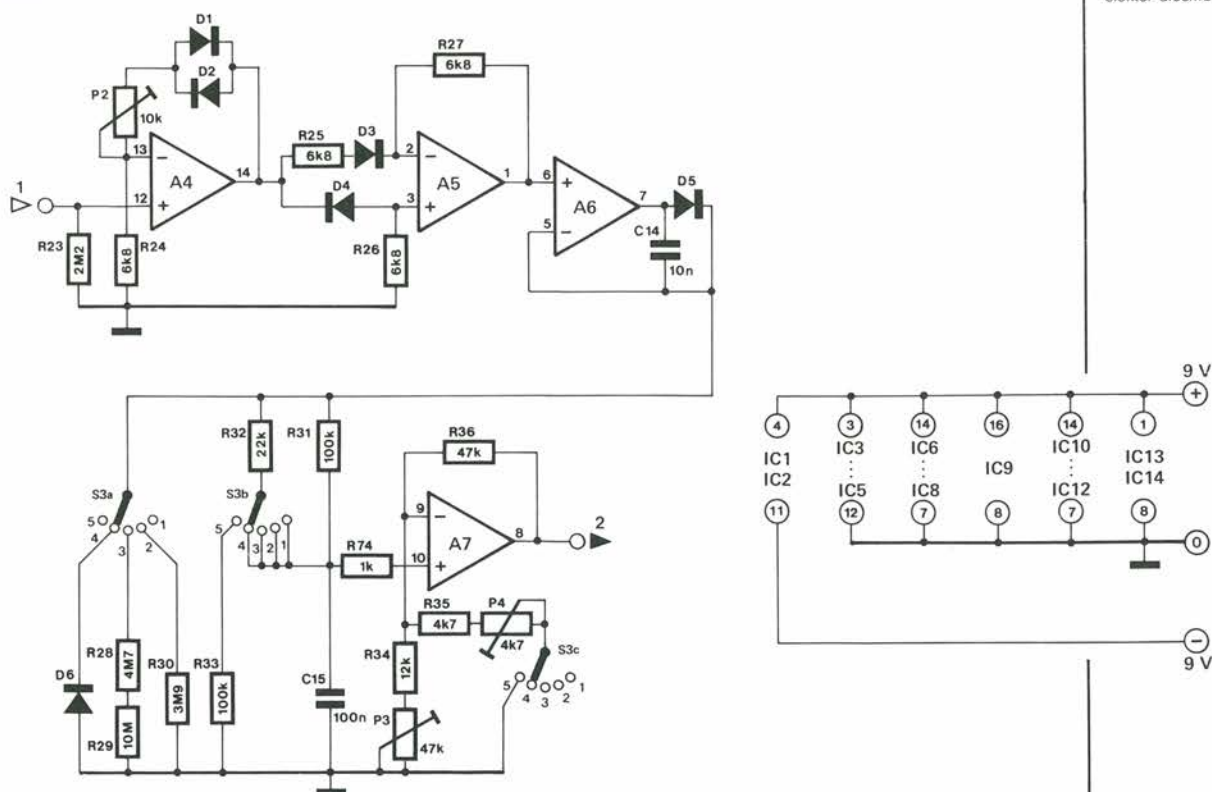 D1
D2
P2
10k
R27
6k8
R25
6k8
D3
D4
13
−
12
+
A4
14
2
−
3
+
A5
1
6
+
5
−
A6
7
D5
C14
10n
1
R23
2M2
R24
6k8
R26
6k8
R32
22k
R31
100k
R36
47k
S3a
5
4
3
2
1
S3b
5
4
3
2
1
9
−
10
+
A7
8
2
R74
1k
R35
4k7
P4
4k7
S3c
5
4
3
2
1
R34
12k
P3
47k
D6
R28
4M7
R29
10M
R30
3M9
R33
100k
C15
100n
9 V
+
4
3
14
16
14
1
IC1
IC2
IC3
IC5
IC6
IC8
IC9
IC10
IC12
IC13
IC14
11
12
7
8
7
8
0
−
9 V